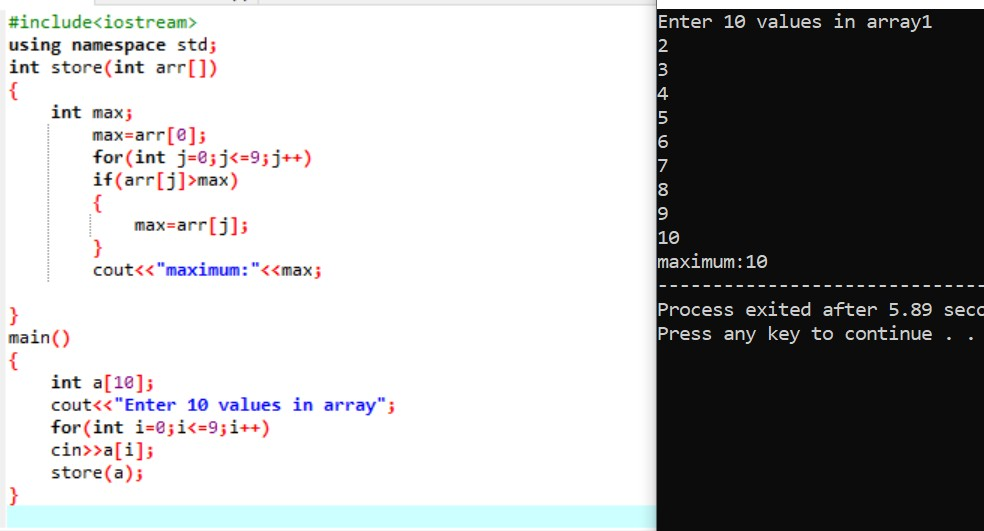 #include<iostream>
using namespace std;
int store(int arr[])
{
int max;
max=arr[0];
for(int j=0;j<=9;j++)
if(arr[j]>max)
{
max=arr[j];
}
cout<<"maximum:"<<max;
}
main()
{
int a[10];
cout<<"Enter 10 values in array";
for(int i=0;i<=9;i++)
cin>>a[i];
store(a);
}
Enter 10 values in array1
2
3
4
5
6
7
8
9
10
maximum:10
--------------------------------
Process exited after 5.89 seco
Press any key to continue . .